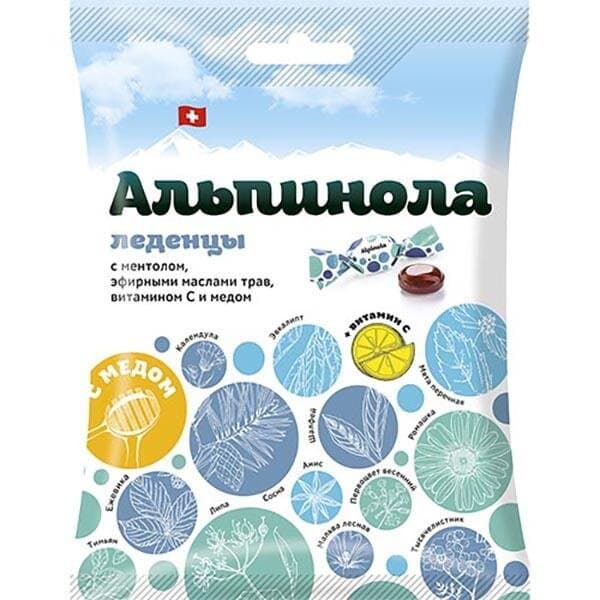 Альпинола
леденцы
с ментолом,
эфирными маслами трав,
витамином С и медом
+ витамин С
Эвкалипт
Календула
С МЕДОМ
Мята перечная
Шалфей
Ромашка
Анис
Первоцвет весенний
Ежевика
Липа
Сосна
Мальва лесная
Тысячелистник
Тимьян